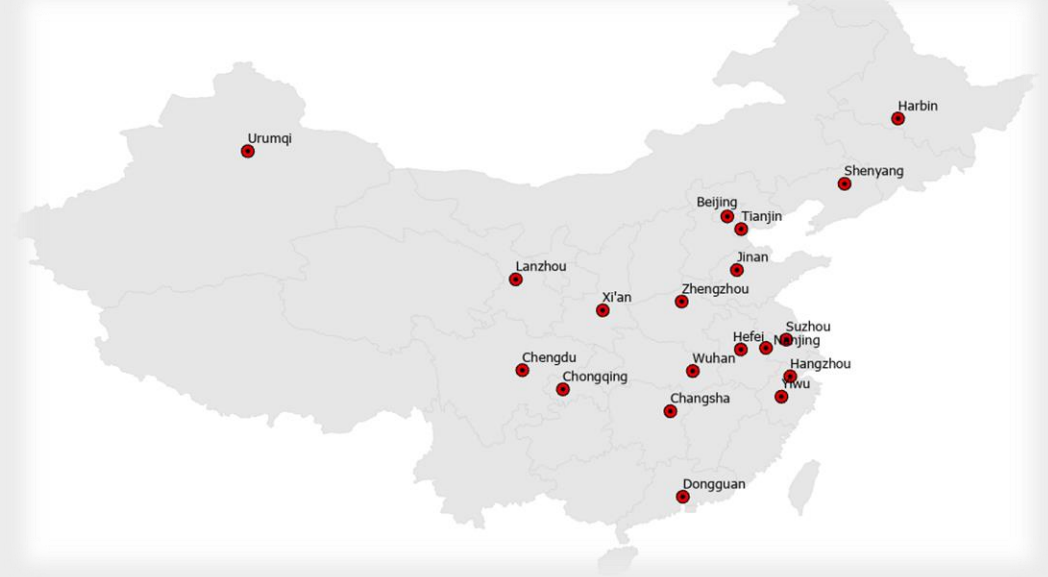 Harbin
Urumqi
Shenyang
Beijing
Tianjin
Jinan
Lanzhou
Zhengzhou
Xi'an
Suzhou
Hefei
Nanjing
Chengdu
Wuhan
Hangzhou
Chongqing
Yiwu
Changsha
Dongguan